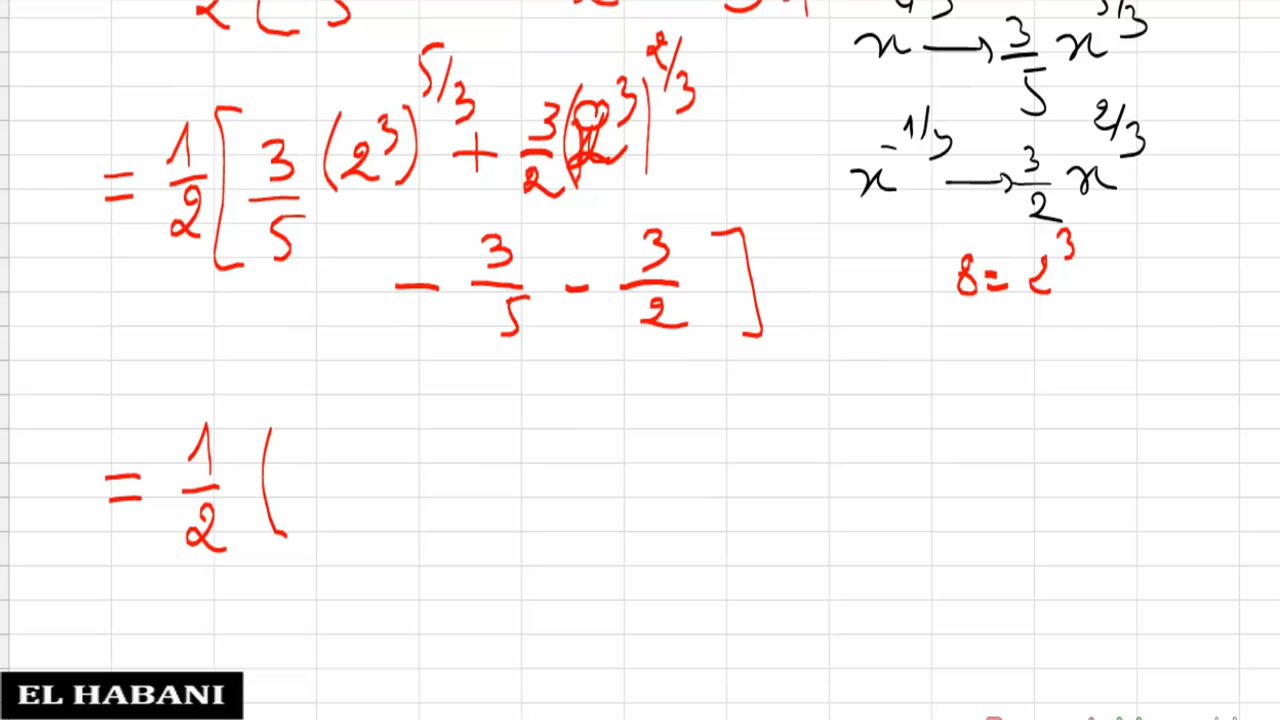 x → 3/5 x^5/3
= 1/2 [ 3/5 (2^3)^5/3 + 3/2 (2^3)^2/3
x^-1/3 → 3/2 x^2/3
- 3/5 - 3/2 ]
8 = 2^3
= 1/2 (
EL HABANI